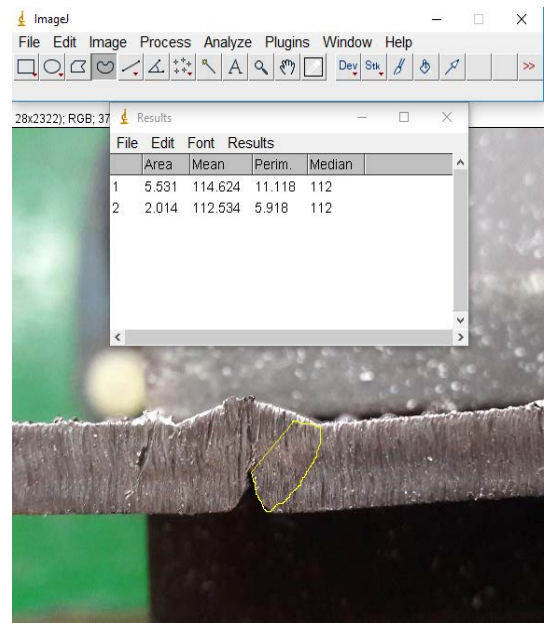 ImageJ
File Edit Image Process Analyze Plugins Window Help
A Dev Stk >>
28x2322); RGB; 37
Results
File Edit Font Results
Area Mean Perim. Median
1 5.531 114.624 11.118 112
2 2.014 112.534 5.918 112